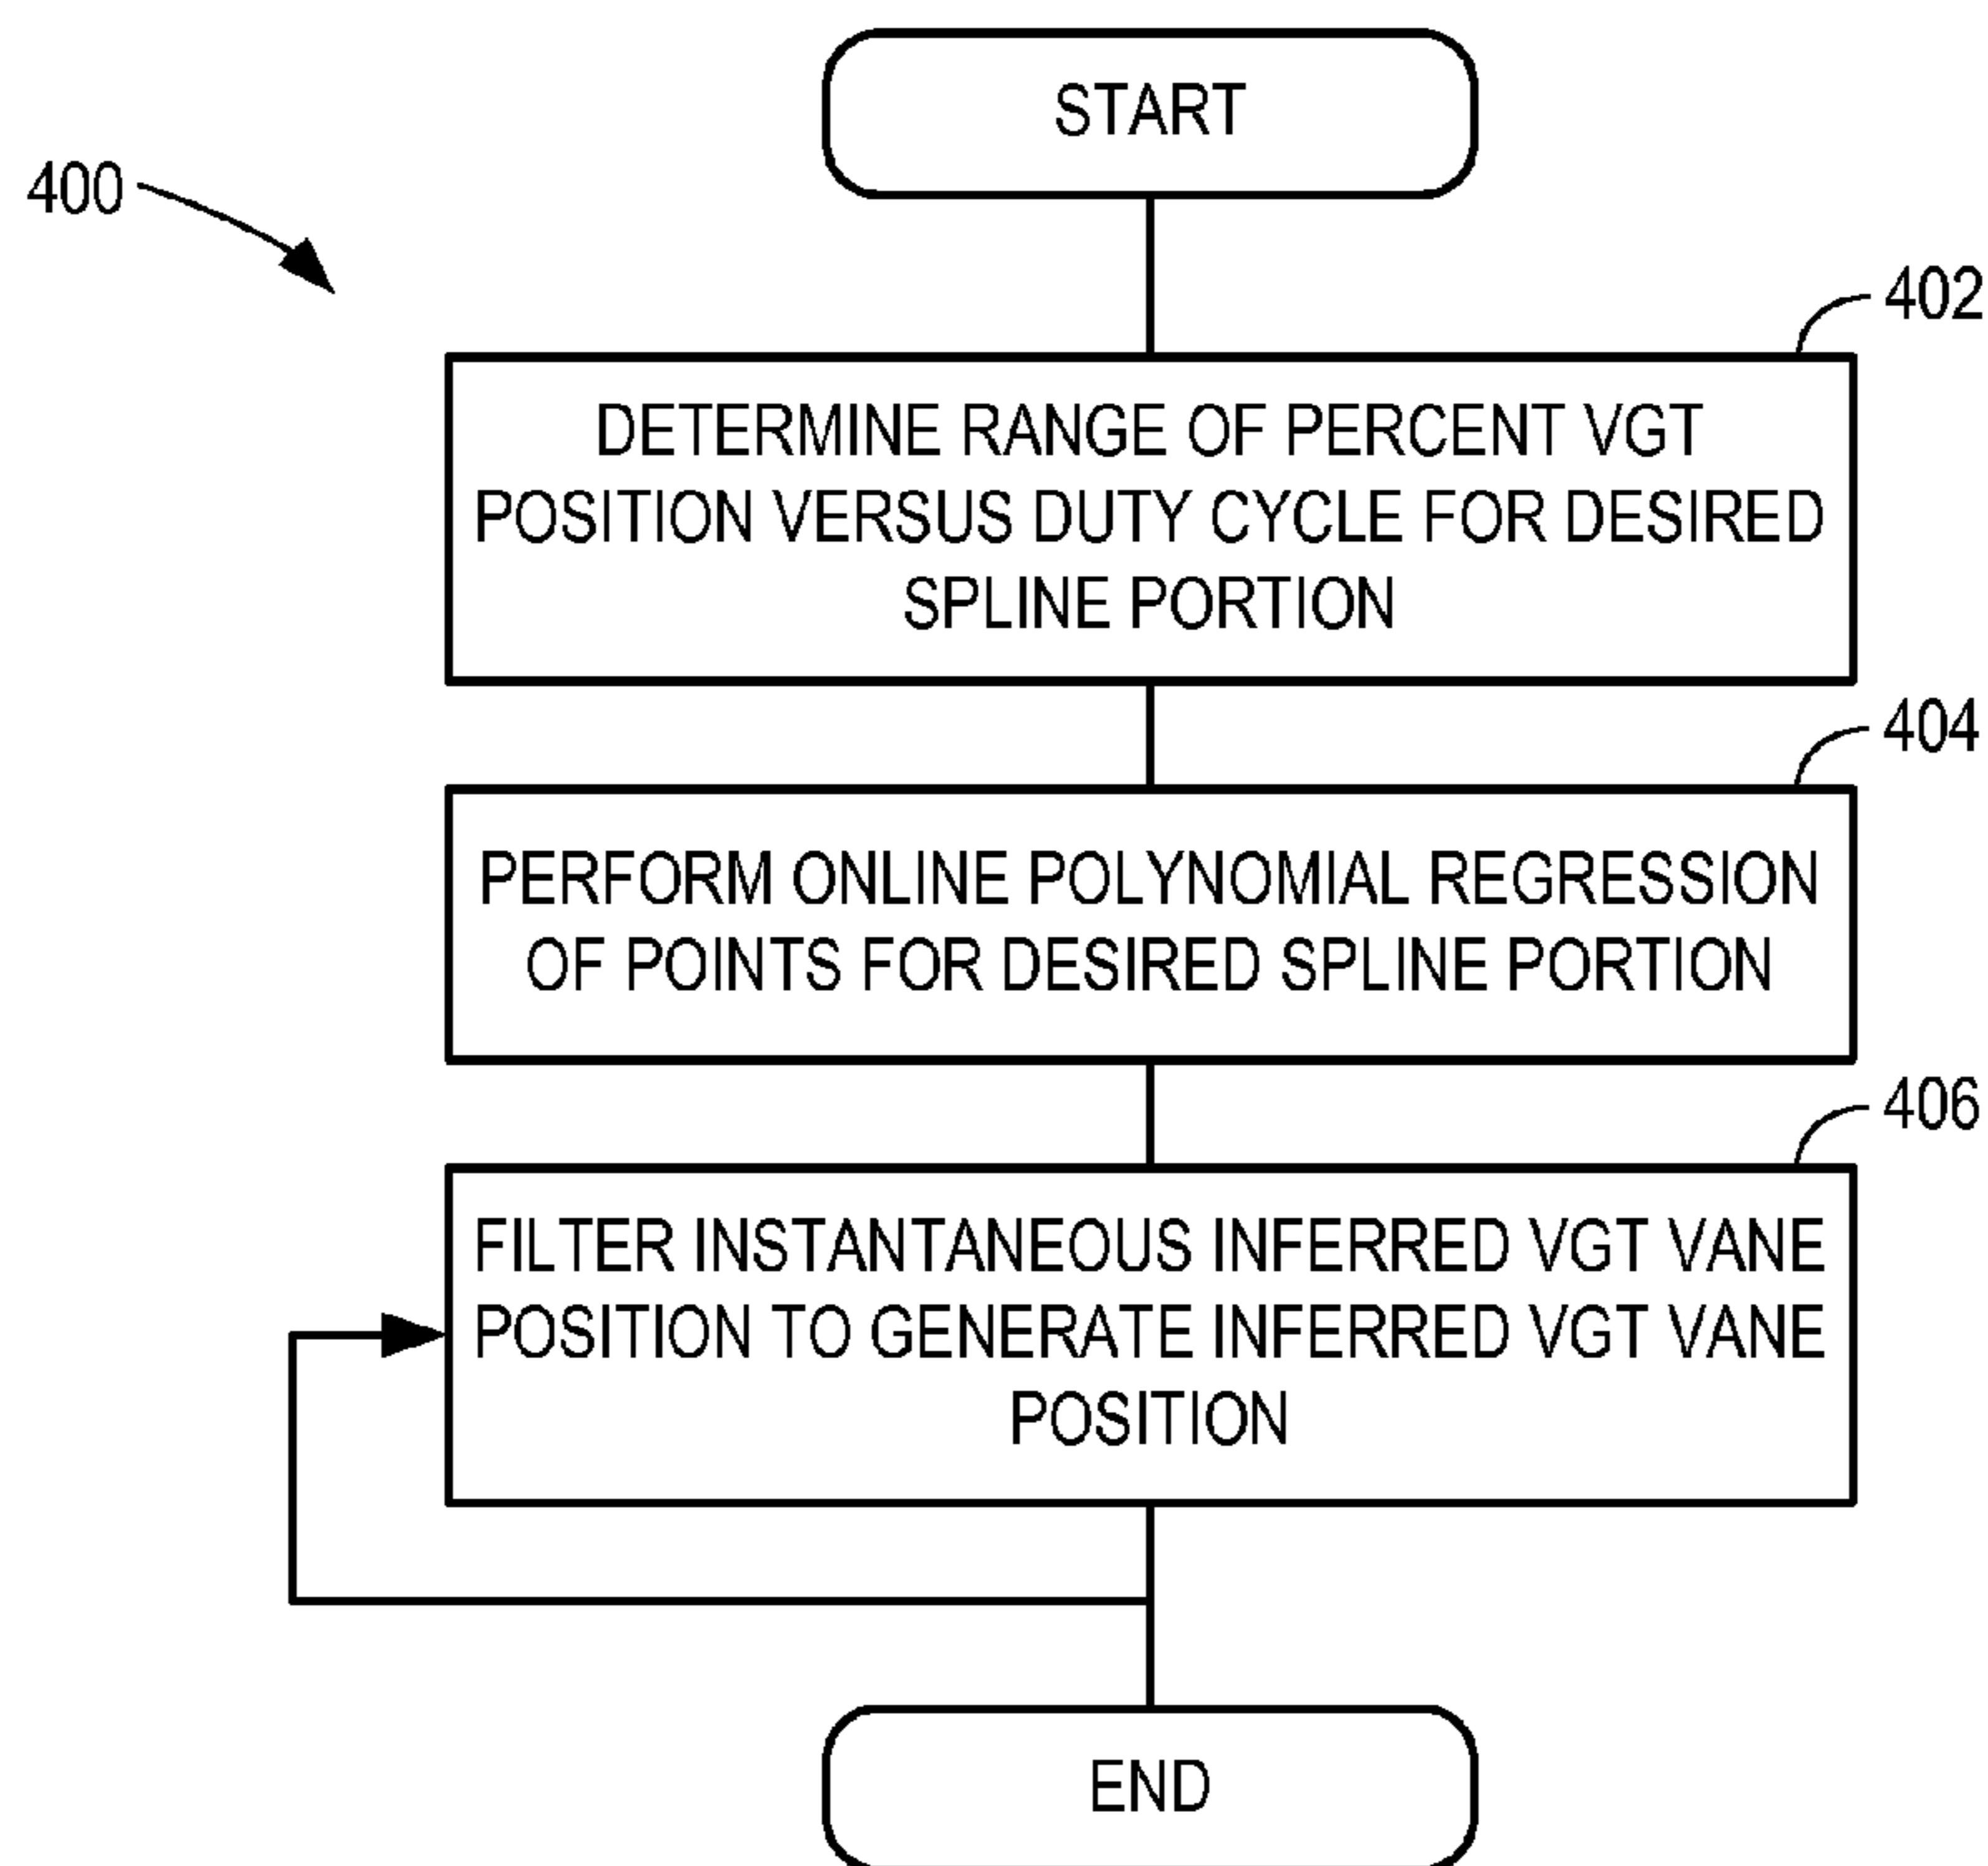 START
400
402
DETERMINE RANGE OF PERCENT VGT
POSITION VERSUS DUTY CYCLE FOR DESIRED
SPLINE PORTION
404
PERFORM ONLINE POLYNOMIAL REGRESSION
OF POINTS FOR DESIRED SPLINE PORTION
406
FILTER INSTANTANEOUS INFERRED VGT VANE
POSITION TO GENERATE INFERRED VGT VANE
POSITION
END